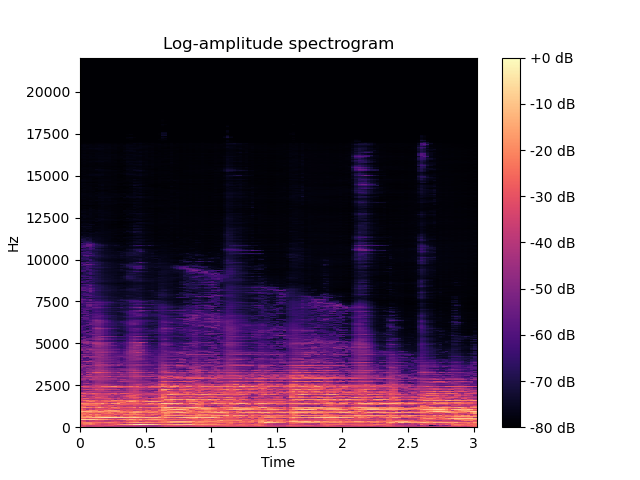 Log-amplitude spectrogram
Hz
20000
17500
15000
12500
10000
7500
5000
2500
0
0 0.5 1 1.5 2 2.5 3
Time
+0 dB
-10 dB
-20 dB
-30 dB
-40 dB
-50 dB
-60 dB
-70 dB
-80 dB